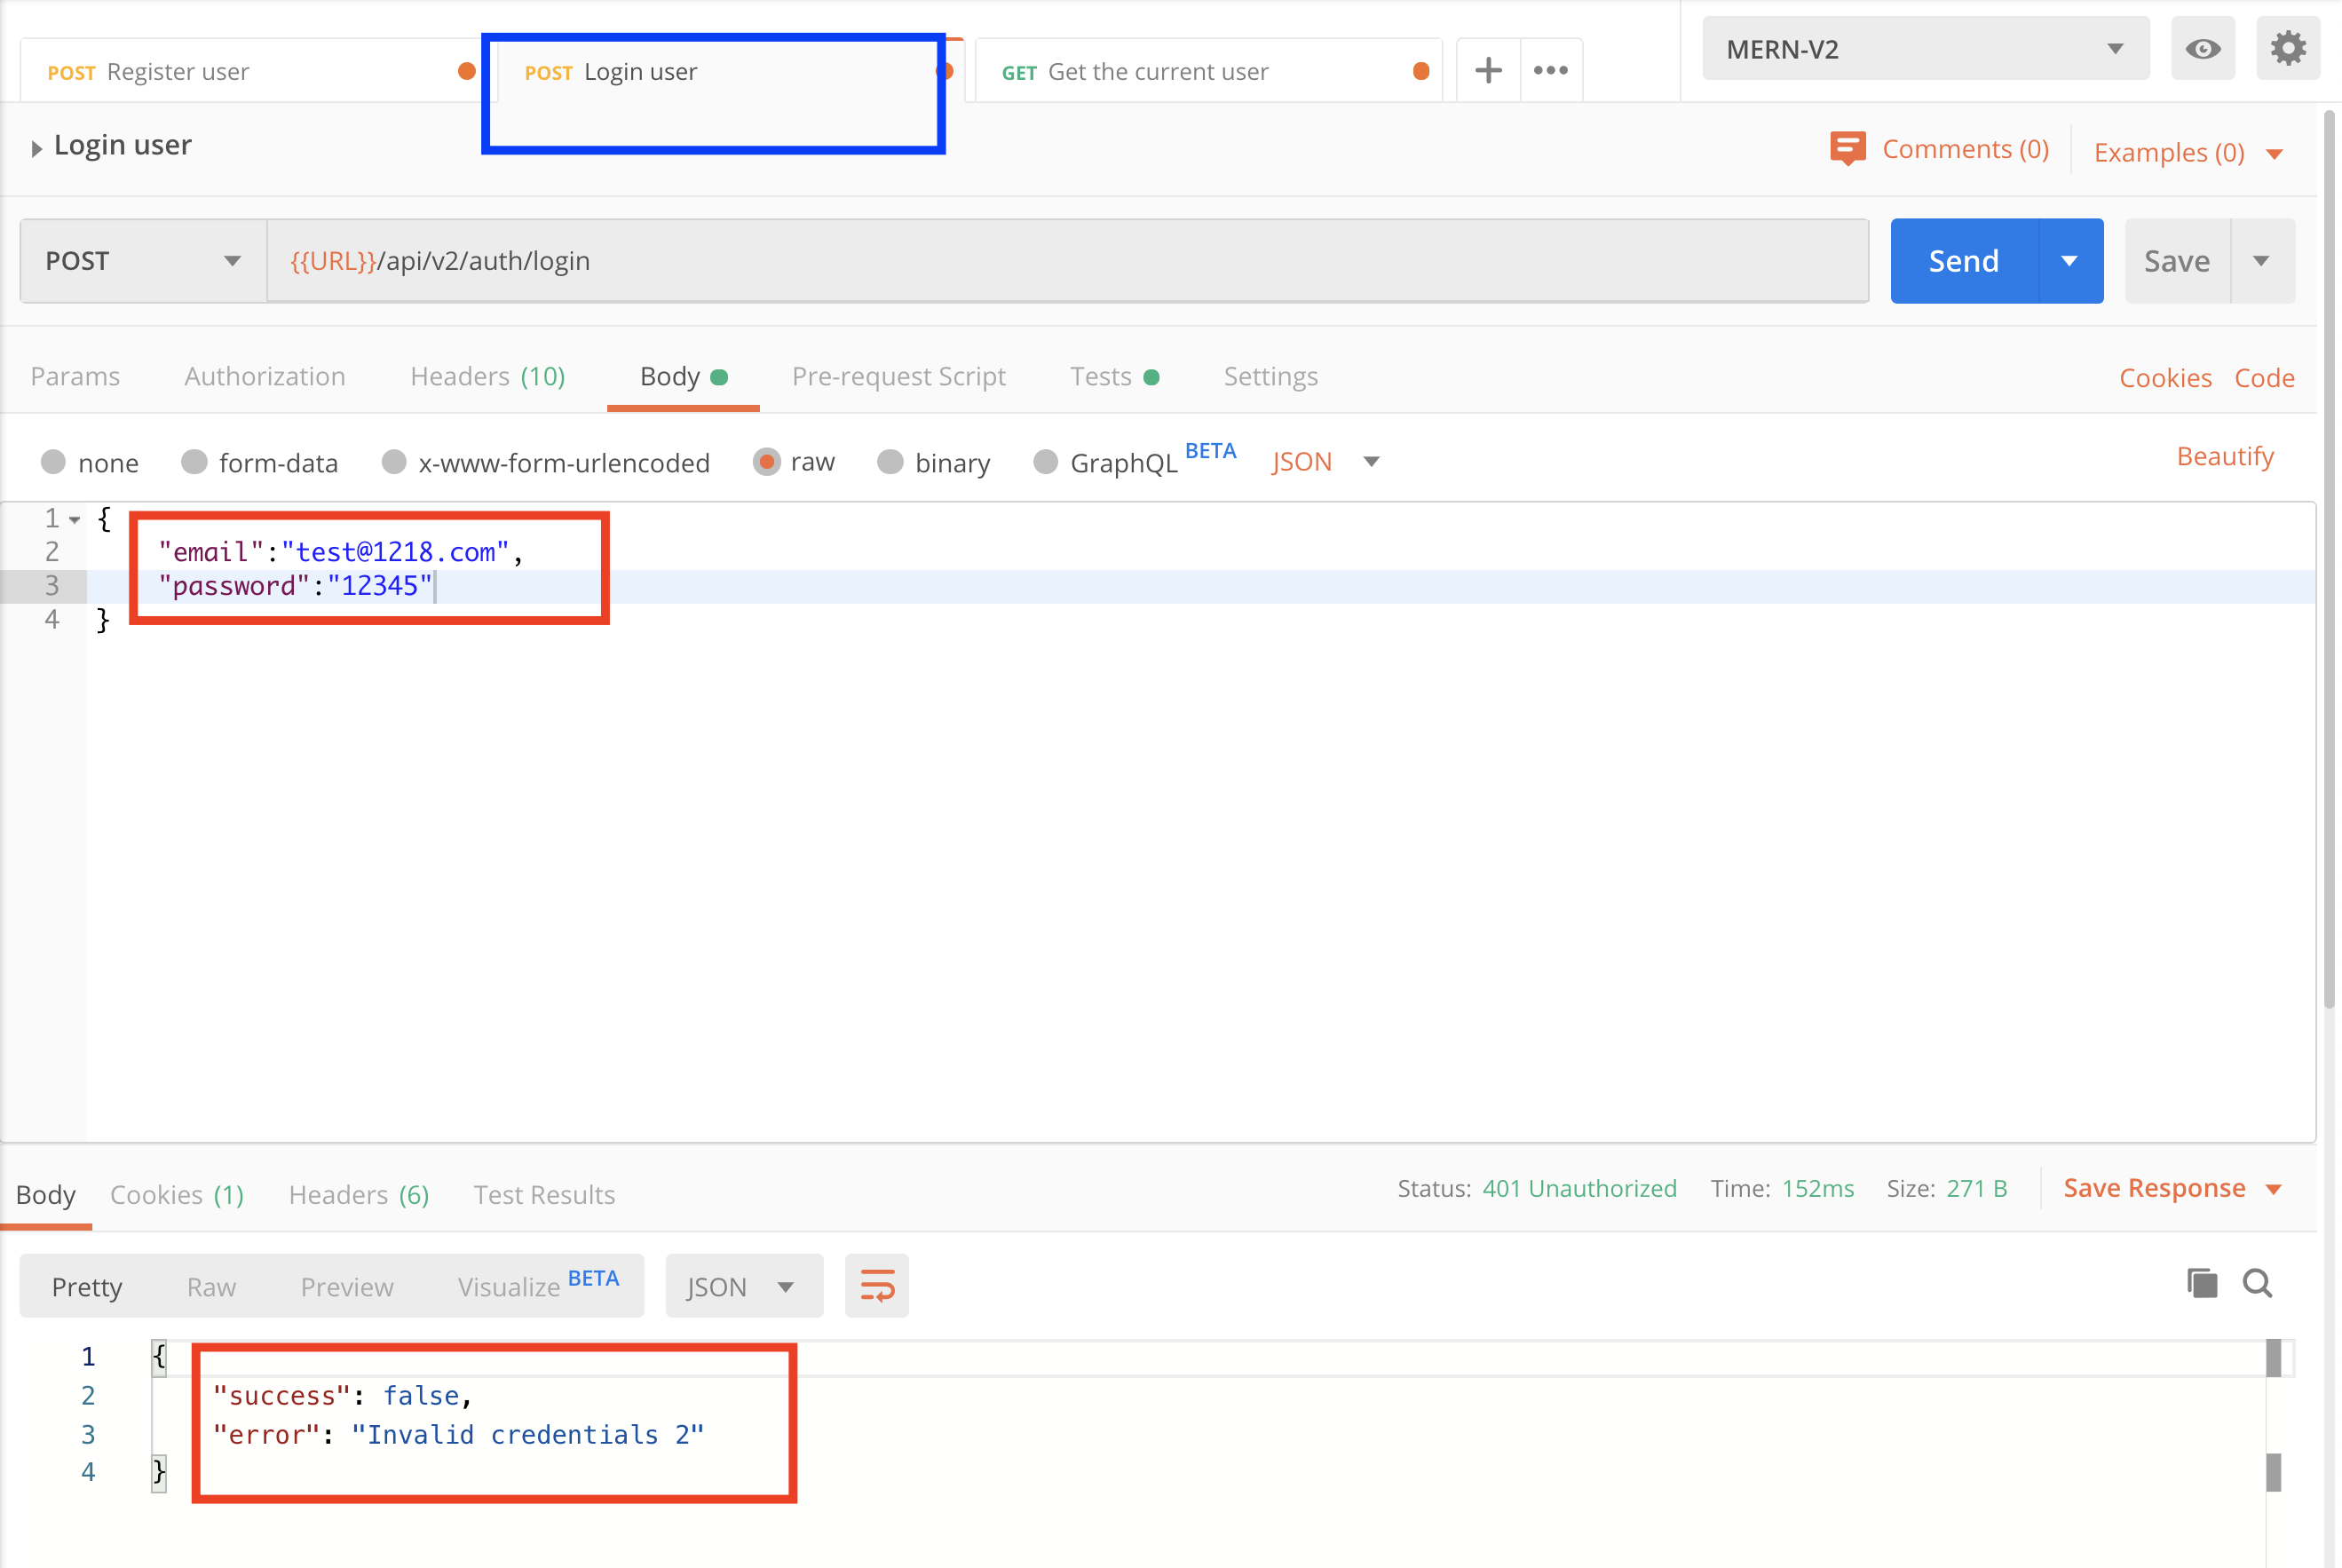 POST Register user
POST Login user
GET Get the current user
MERN-V2
Login user
Comments (0)
Examples (0)
POST
{{URL}}/api/v2/auth/login
Send
Save
Params
Authorization
Headers (10)
Body
Pre-request Script
Tests
Settings
Cookies
Code
none
form-data
x-www-form-urlencoded
raw
binary
GraphQL BETA
JSON
Beautify
1 {
2 "email":"test@1218.com",
3 "password":"12345"
4 }
Body
Cookies (1)
Headers (6)
Test Results
Status: 401 Unauthorized
Time: 152ms
Size: 271 B
Save Response
Pretty
Raw
Preview
Visualize BETA
JSON
1 {
2 "success": false,
3 "error": "Invalid credentials 2"
4 }